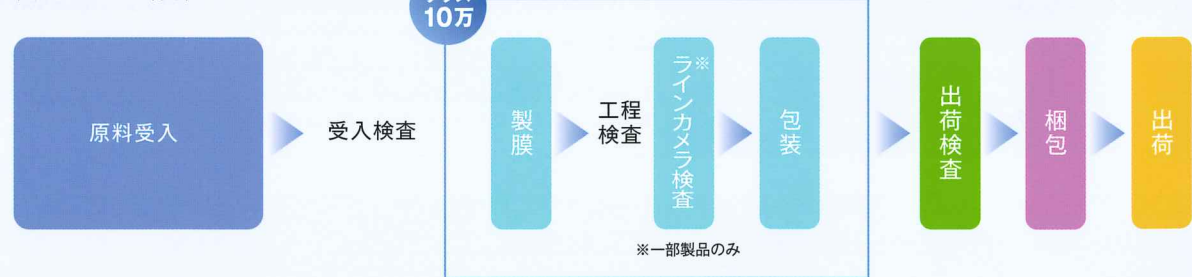 10万
原料受入
受入検査
製膜
工程
検査
※
ラインカメラ検査
包装
出荷検査
梱包
出荷
※一部製品のみ